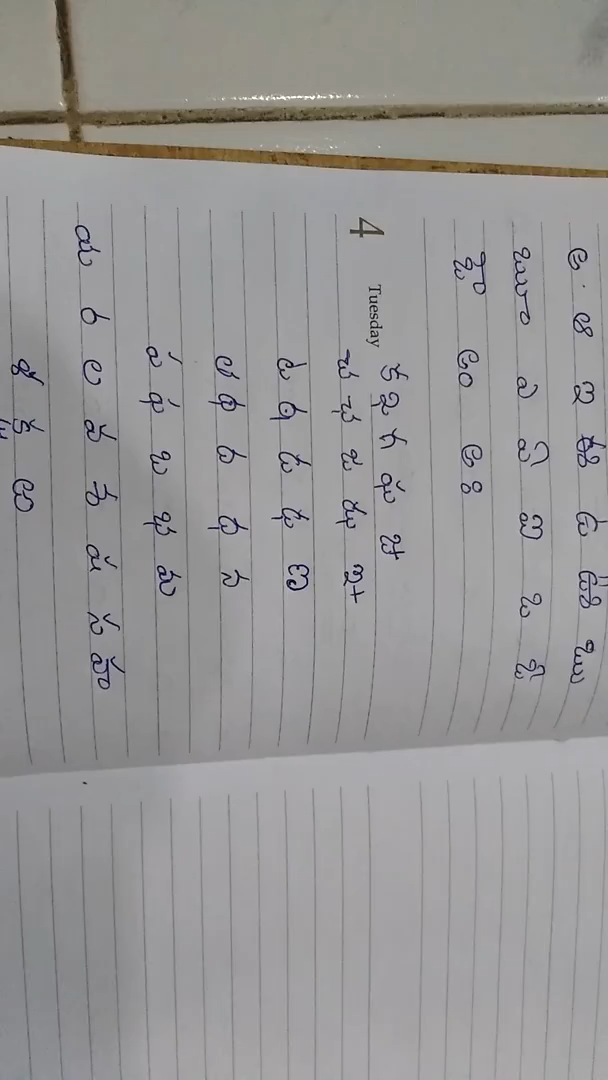 అ ఆ ఇ ఈ ఉ ఊ ఋ
ౠ ఎ ఏ ఐ ఒ ఓ
ఔ అం అః
4 Tuesday
క ఖ గ ఘ ఙ
చ ఛ జ ఝ ఞ
ట ఠ డ ఢ ణ
త థ ద ధ న
ప ఫ బ భ మ
య ర ల వ శ ష స హ
ళ క్ష ఱ